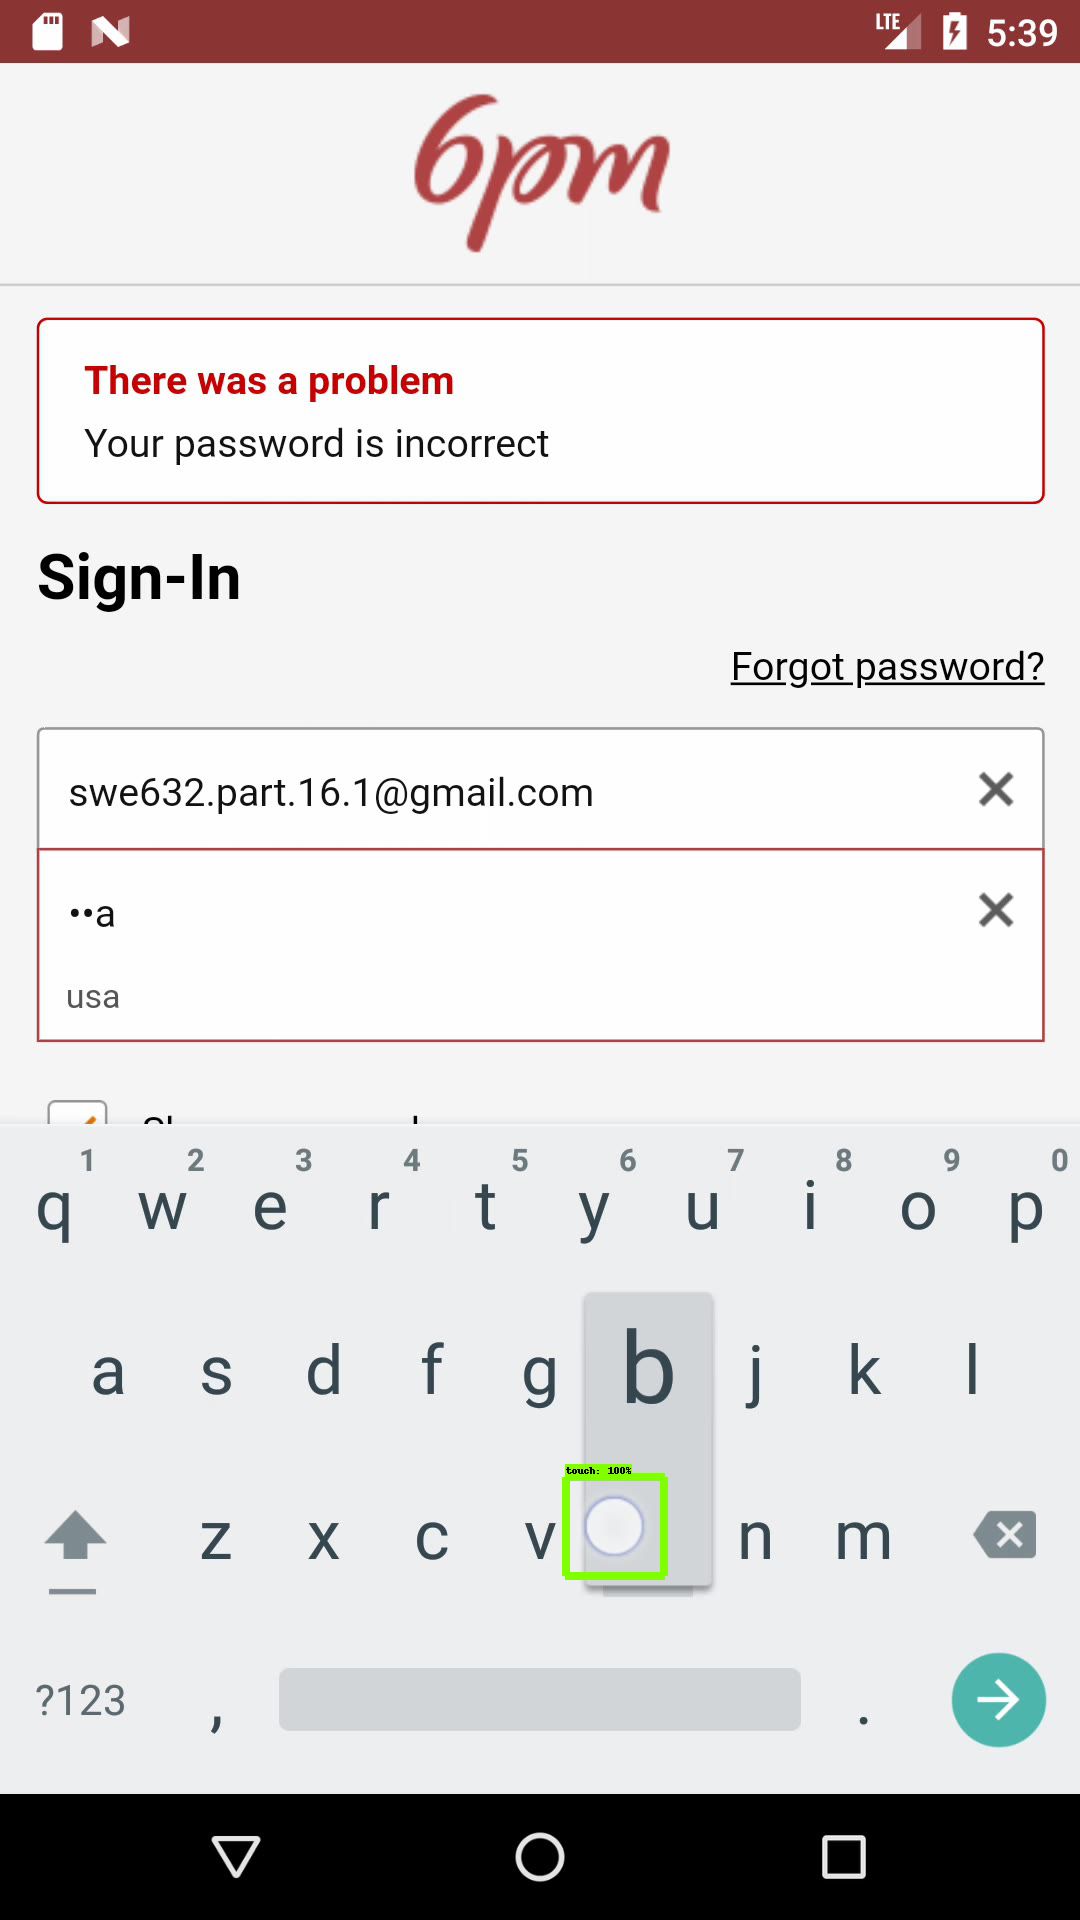 LTE 5:39
6pm
There was a problem
Your password is incorrect
Sign-In
Forgot password?
swe632.part.16.1@gmail.com
••a
usa
1 2 3 4 5 6 7 8 9 0
q w e r t y u i o p
a s d f g b j k l
touch: 100%
z x c v n m
?123 , .